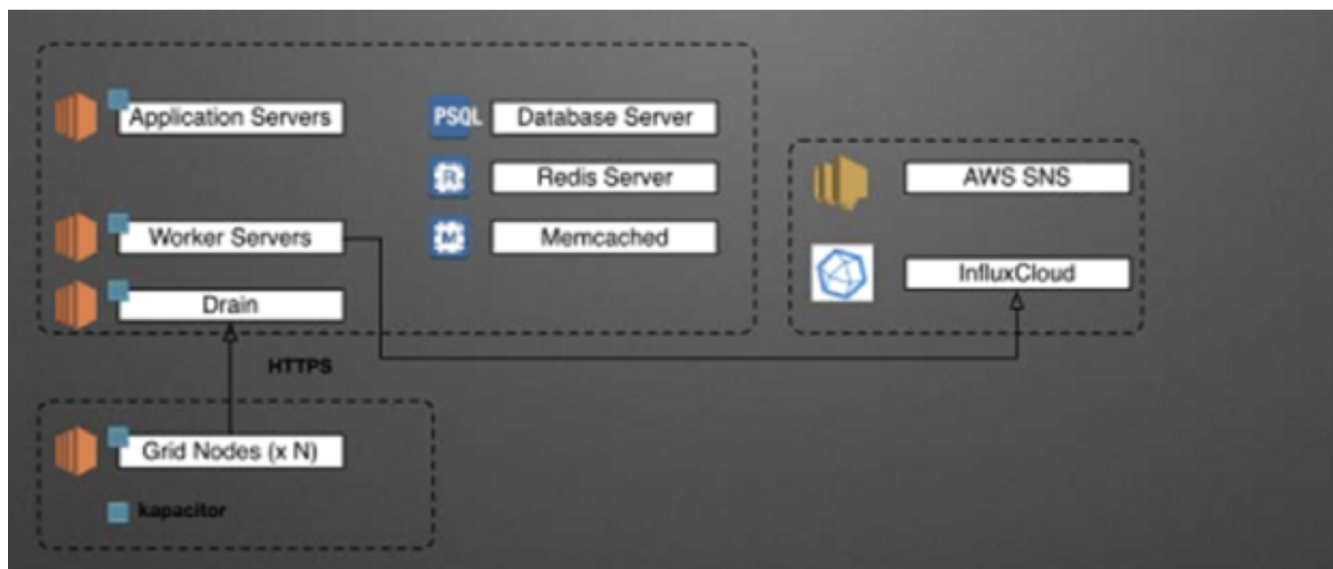 Application Servers
PSQL
Database Server
R
Redis Server
AWS SNS
Worker Servers
M
Memcached
InfluxCloud
Drain
HTTPS
Grid Nodes (x N)
kapacitor